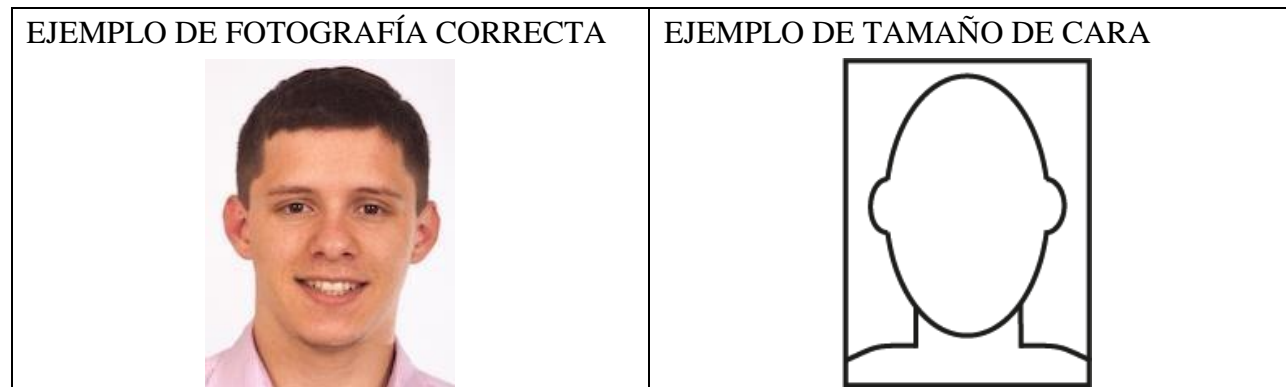 EJEMPLO DE FOTOGRAFÍA CORRECTA
EJEMPLO DE TAMAÑO DE CARA